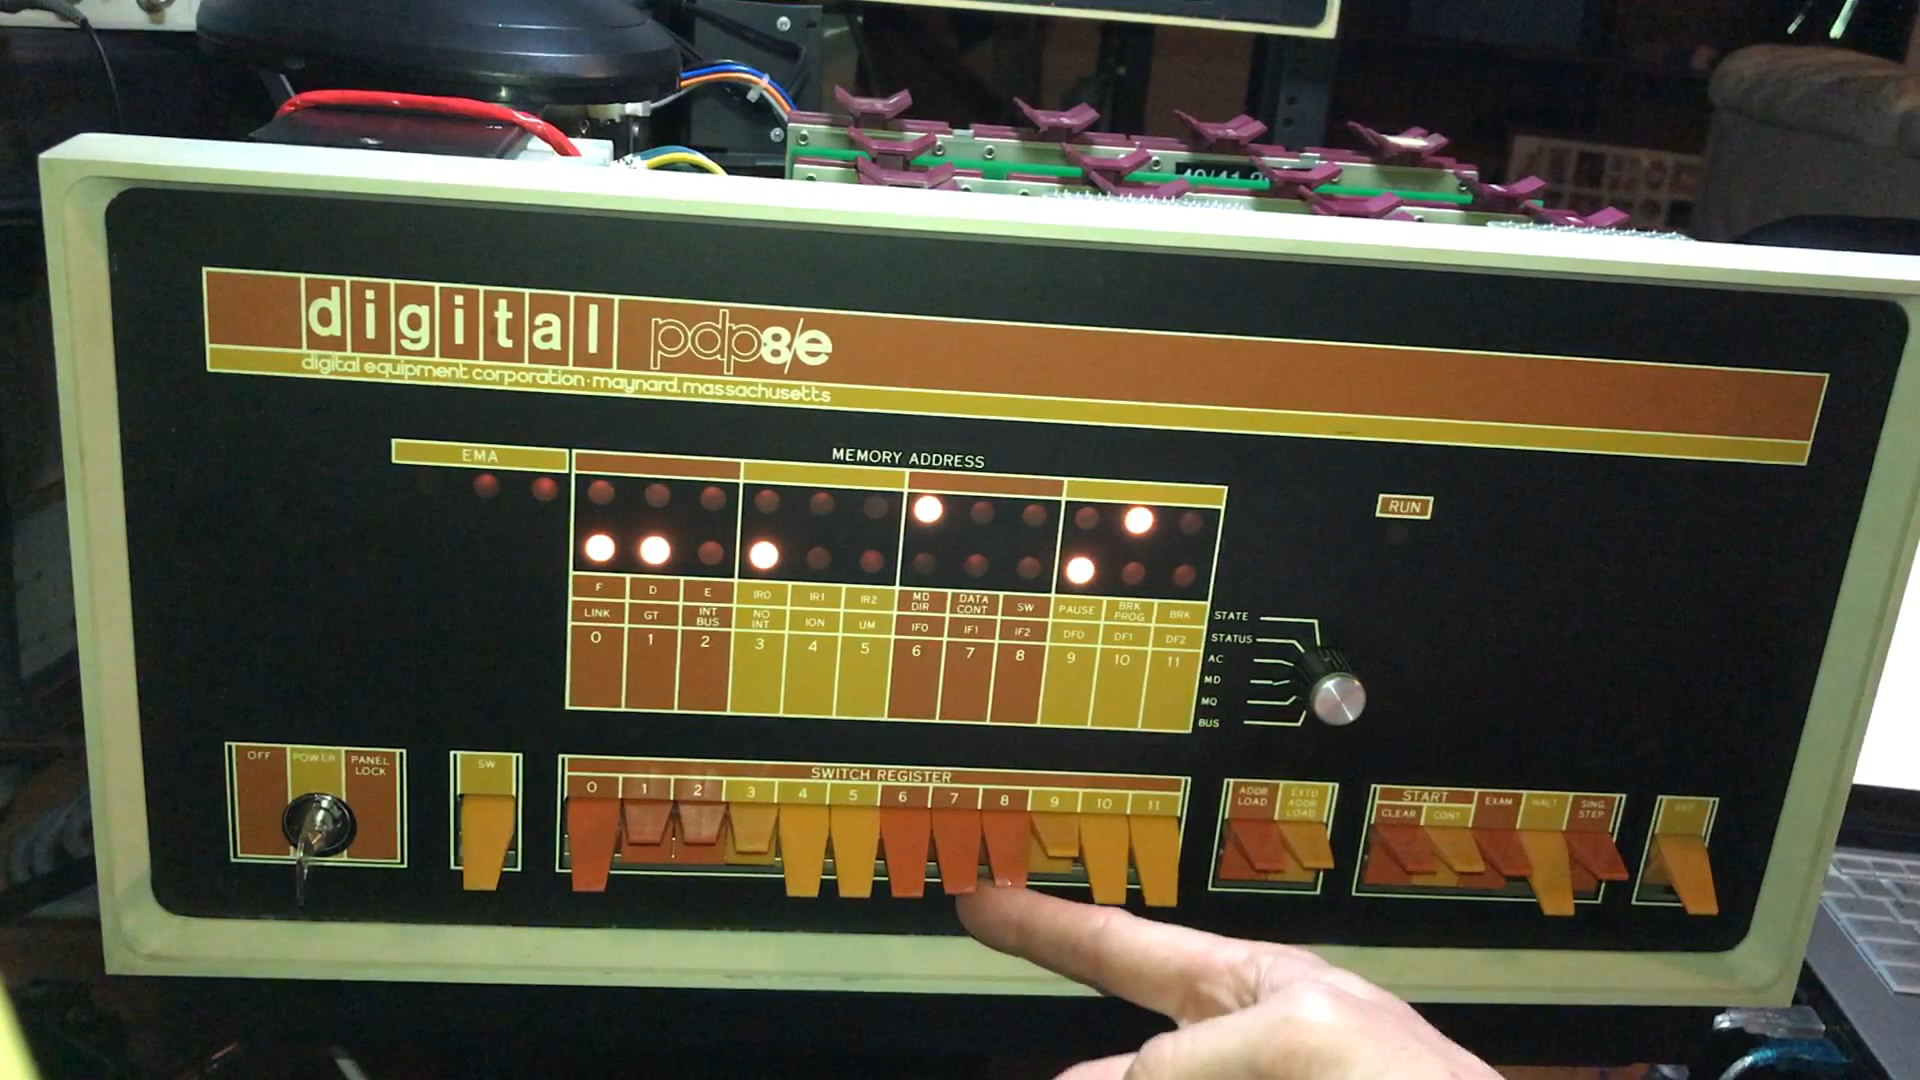 40/41
digital pdp8/e
digital equipment corporation·maynard, massachusetts
EMA
MEMORY ADDRESS
RUN
F D E IR0 IR1 IR2 MD DIR DATA CONT SW PAUSE BRK PROG BRK STATE
LINK GT INT BUS NO INT ION UM IF0 IF1 IF2 DF0 DF1 DF2 STATUS
0 1 2 3 4 5 6 7 8 9 10 11 AC
MD
MQ
BUS
OFF POWER PANEL LOCK
SW
SWITCH REGISTER
0 1 2 3 4 5 6 7 8 9 10 11
ADDR LOAD
EXTD ADDR LOAD
START
CLEAR CONT EXAM HALT SING STEP
DEP